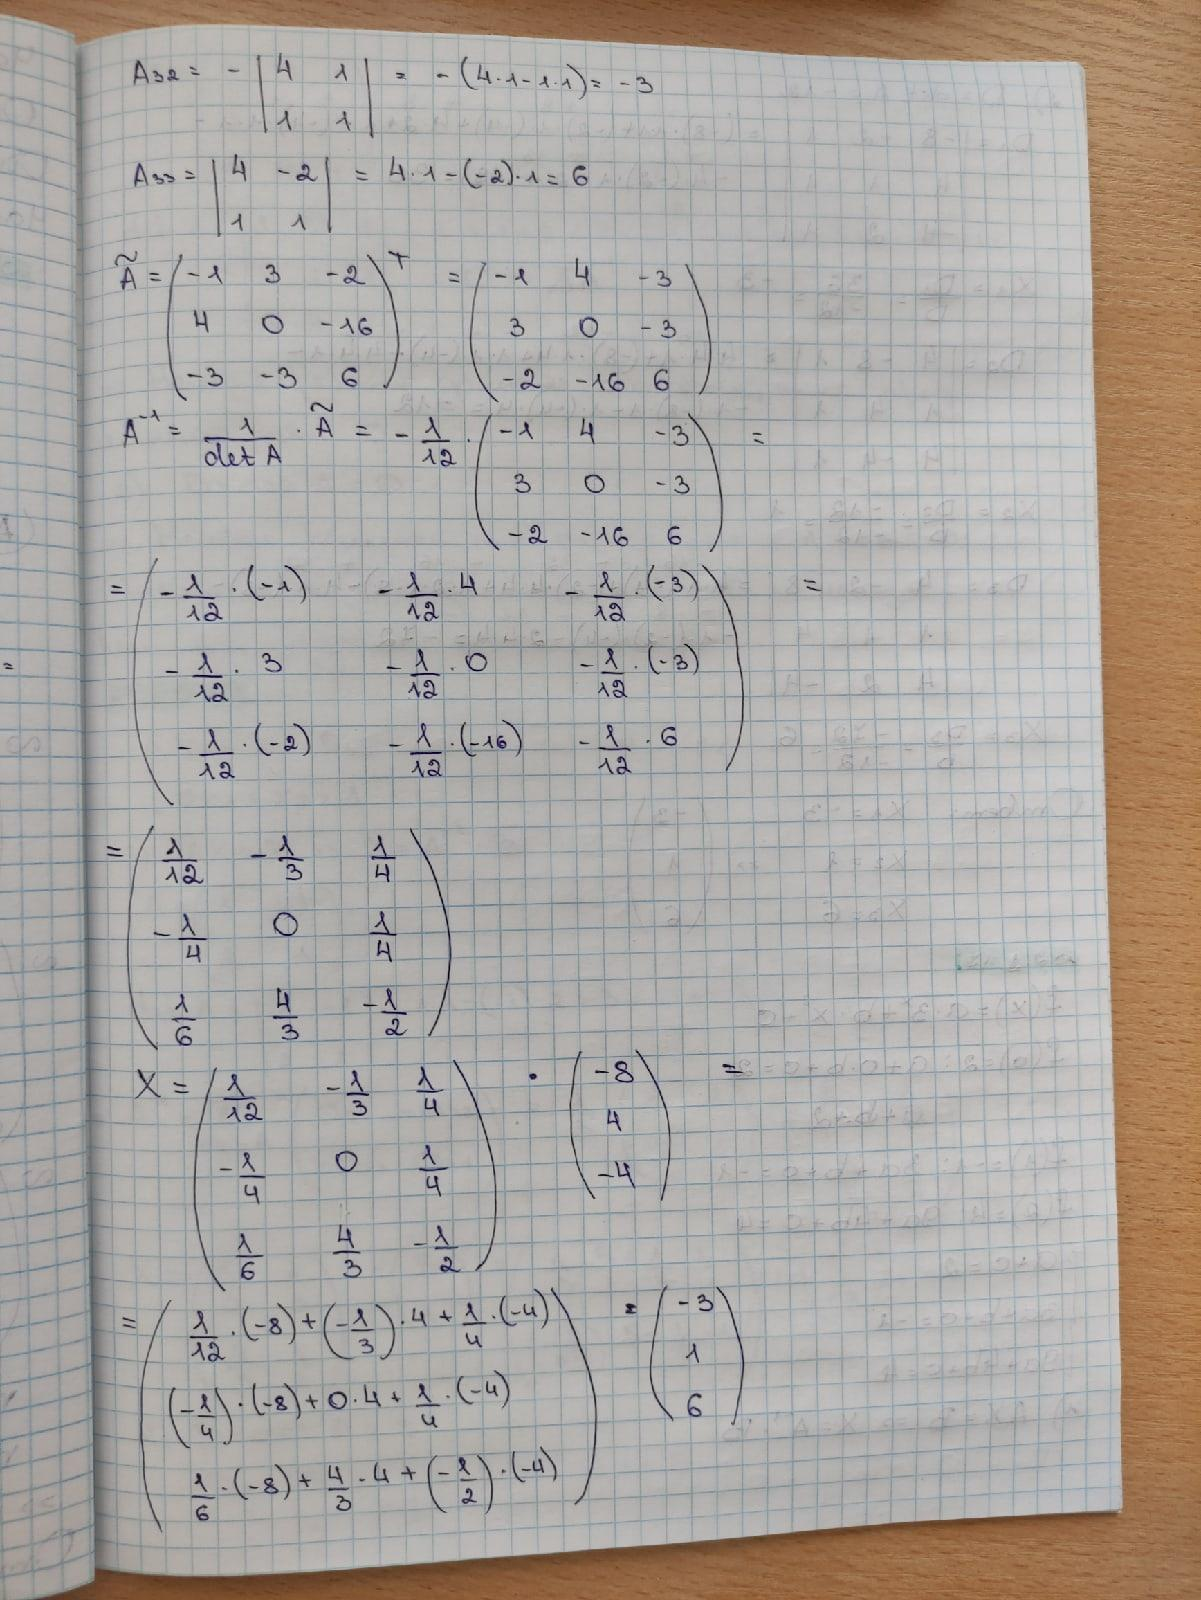 A₃₂ = - | 4 1 | = - (4·1-1·1) = -3
| 1 1 |
A₃₃ = | 4 -2 | = 4·1-(-2)·1 = 6
| 1 1 |
Ã = ( -1 3 -2 )ᵀ = ( -1 4 -3 )
4 0 -16 3 0 -3
-3 -3 6 -2 -16 6
A⁻¹ = 1/det A · Ã = - 1/12 · ( -1 4 -3 ) =
3 0 -3
-2 -16 6
= ( -1/12·(-1) -1/12·4 -1/12·(-3) ) =
-1/12·3 -1/12·0 -1/12·(-3)
-1/12·(-2) -1/12·(-16) -1/12·6
= ( 1/12 -1/3 1/4 )
-1/4 0 1/4
1/6 4/3 -1/2
X = ( 1/12 -1/3 1/4 ) · ( -8 ) =
-1/4 0 1/4 4
1/6 4/3 -1/2 -4
= ( 1/12·(-8)+(-1/3)·4+1/4·(-4) ) = ( -3 )
(-1/4)·(-8)+0·4+1/4·(-4) 1
1/6·(-8)+4/3·4+(-1/2)·(-4) 6